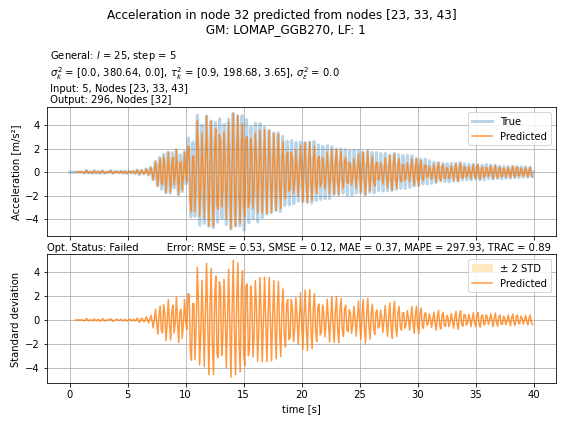 Acceleration in node 32 predicted from nodes [23, 33, 43]
GM: LOMAP_GGB270, LF: 1
General: l = 25, step = 5
σ²ₖ = [0.0, 380.64, 0.0], τ²ₖ = [0.9, 198.68, 3.65], σ²ₑ = 0.0
Input: 5, Nodes [23, 33, 43]
Output: 296, Nodes [32]
Acceleration [m/s²]
4
2
0
−2
−4
True
Predicted
Opt. Status: Failed Error: RMSE = 0.53, SMSE = 0.12, MAE = 0.37, MAPE = 297.93, TRAC = 0.89
Standard deviation
4
2
0
−2
−4
± 2 STD
Predicted
0 5 10 15 20 25 30 35 40
time [s]